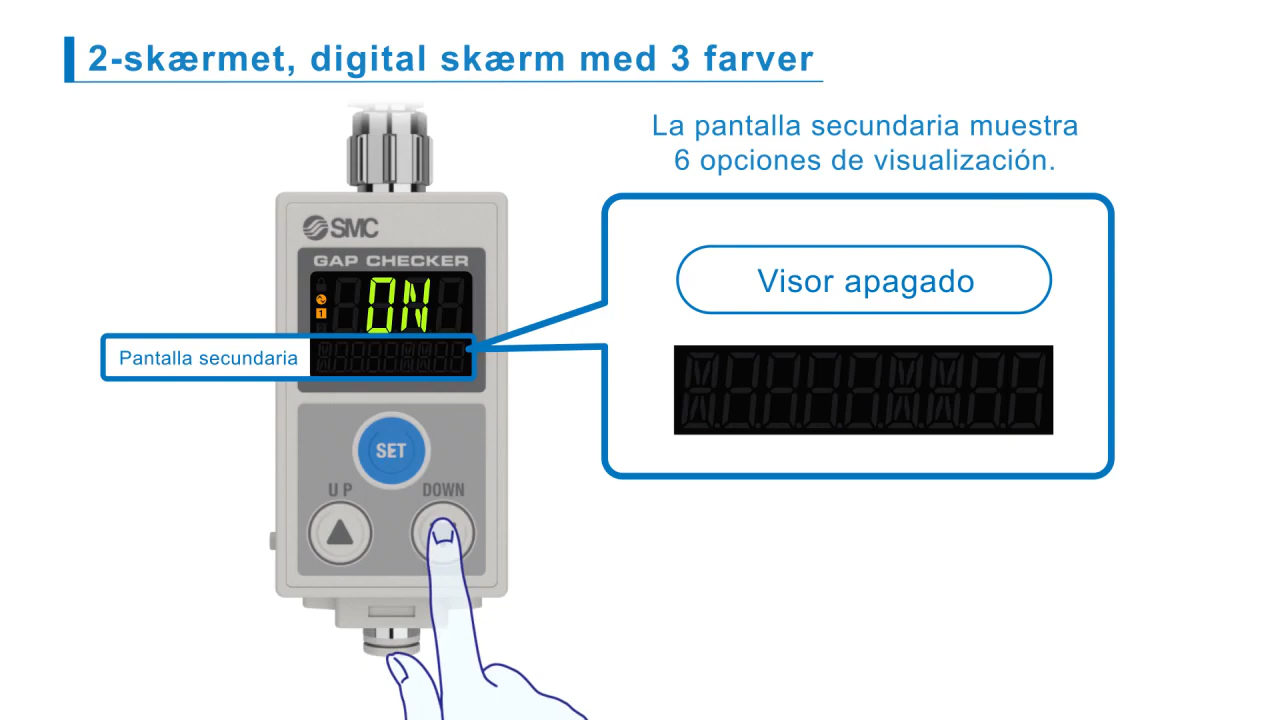 2-skærmet, digital skærm med 3 farver
La pantalla secundaria muestra
6 opciones de visualización.
SMC
GAP CHECKER
ON
1
Pantalla secundaria
Visor apagado
SET
UP
DOWN